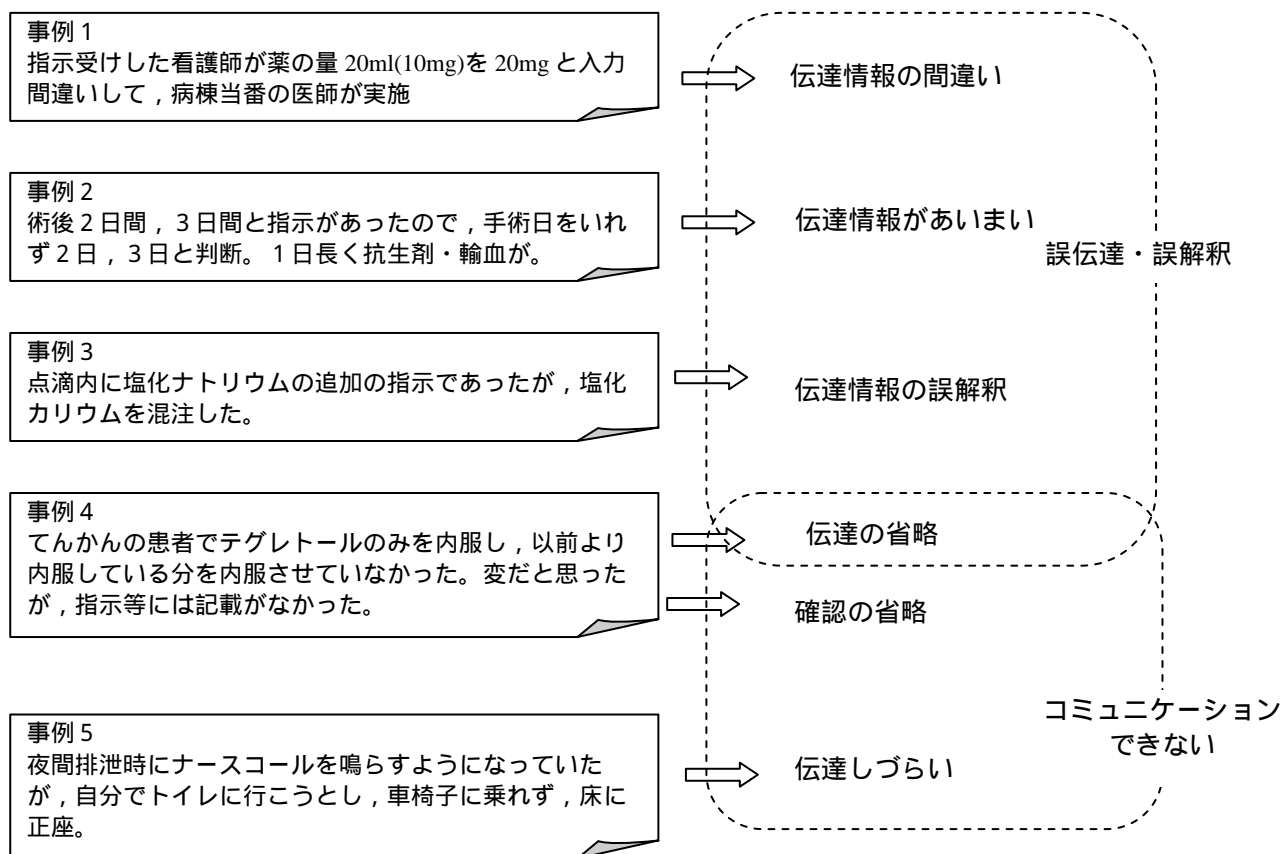 事例1
指示受けした看護師が薬の量 20ml(10mg)を 20mg と入力
間違いして，病棟当番の医師が実施
伝達情報の間違い
事例2
術後2日間，3日間と指示があったので，手術日をいれ
ず2日，3日と判断。1日長く抗生剤・輸血が。
伝達情報があいまい
誤伝達・誤解釈
事例3
点滴内に塩化ナトリウムの追加の指示であったが，塩化
カリウムを混注した。
伝達情報の誤解釈
事例4
てんかんの患者でテグレトールのみを内服し，以前より
内服している分を内服させていなかった。変だと思った
が，指示等には記載がなかった。
伝達の省略
確認の省略
事例5
夜間排泄時にナースコールを鳴らすようになっていた
が，自分でトイレに行こうとし，車椅子に乗れず，床に
正座。
伝達しづらい
コミュニケーション
できない